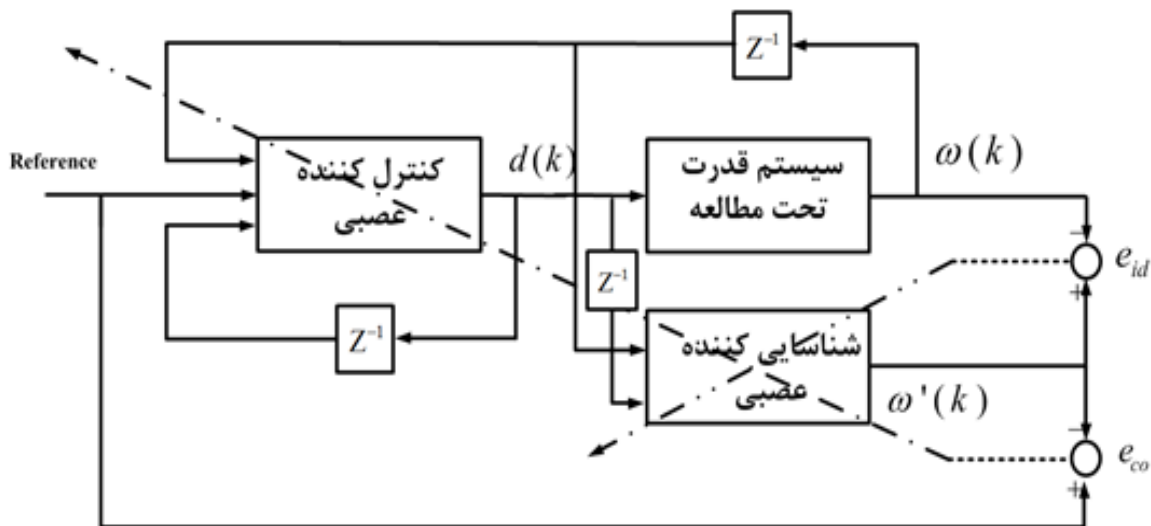 Z⁻¹
Reference
کنترل کننده
عصبی
d(k)
سیستم قدرت
تحت مطالعه
ω(k)
−
+
e_id
Z⁻¹
Z⁻¹
شناسایی کننده
عصبی
ω'(k)
−
+
e_co